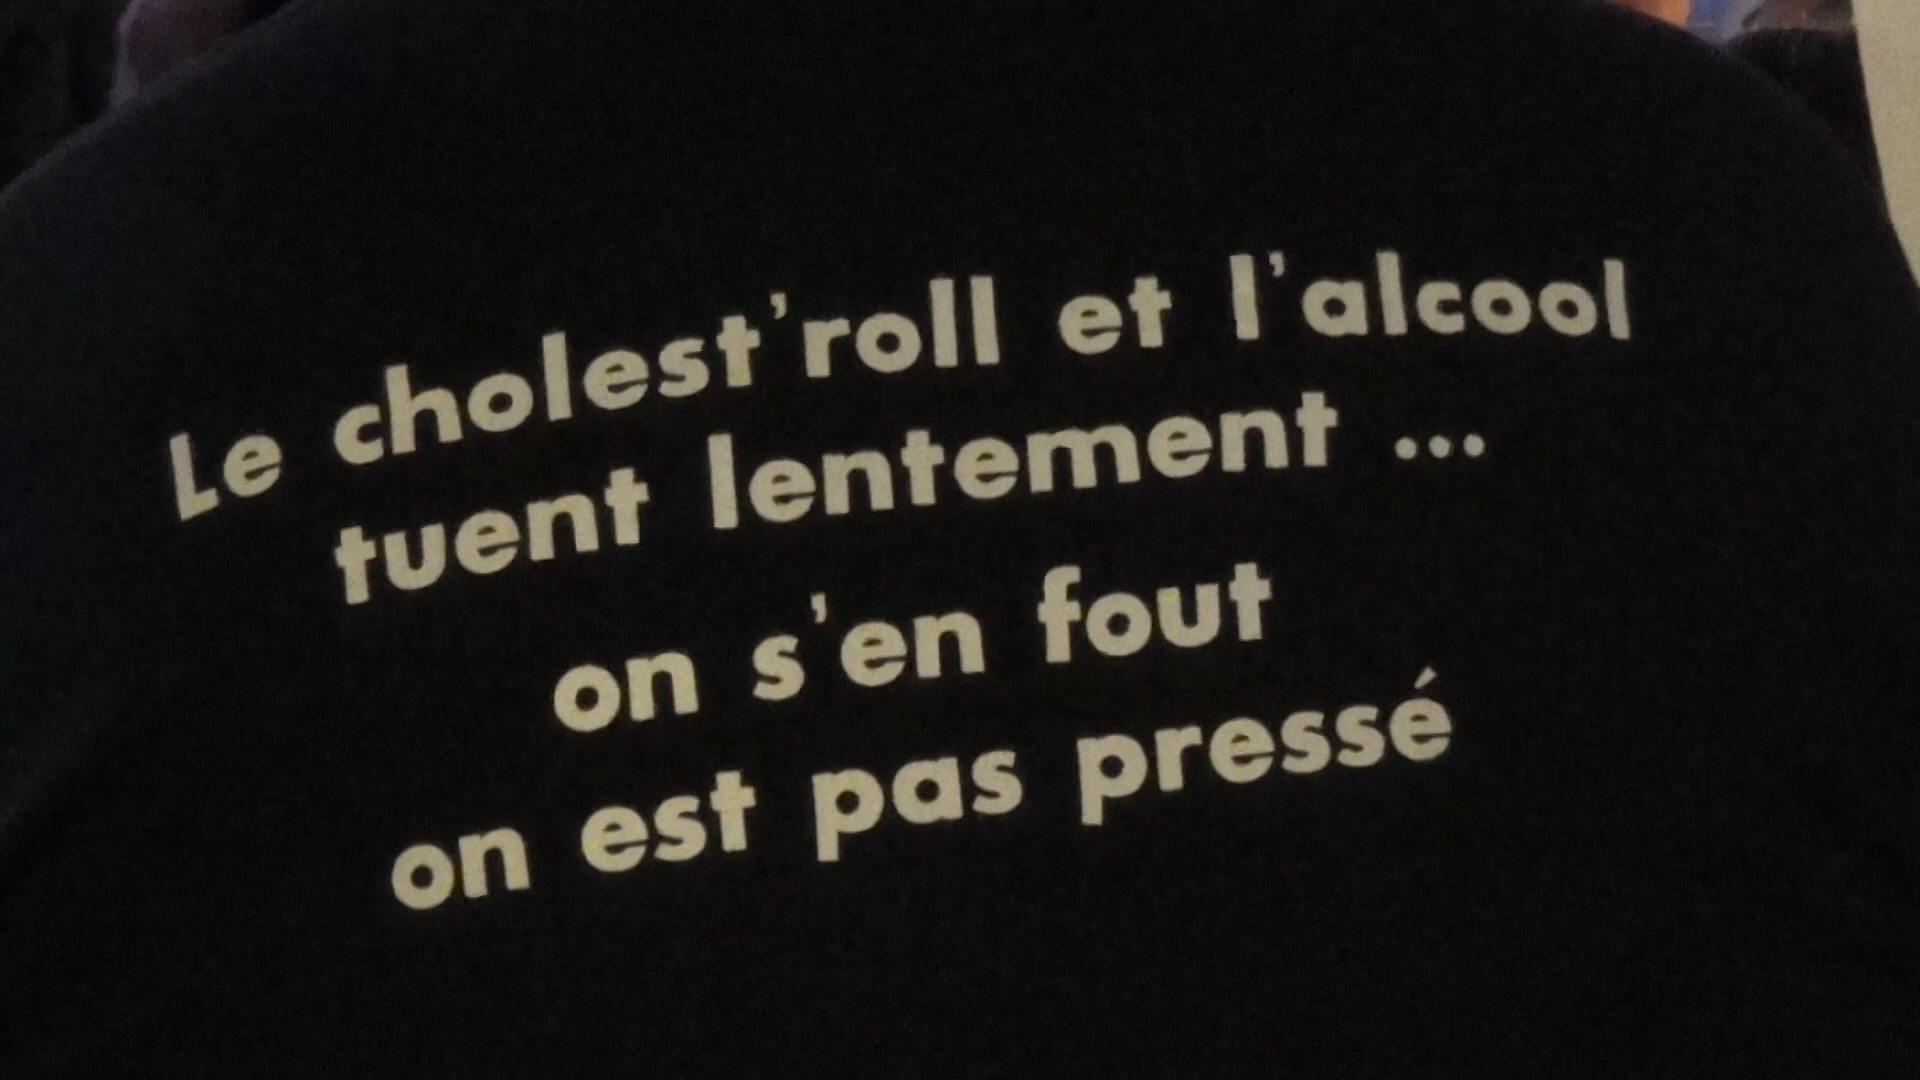 Le cholest'roll et l'alcool
tuent lentement ...
on s'en fout
on est pas pressé